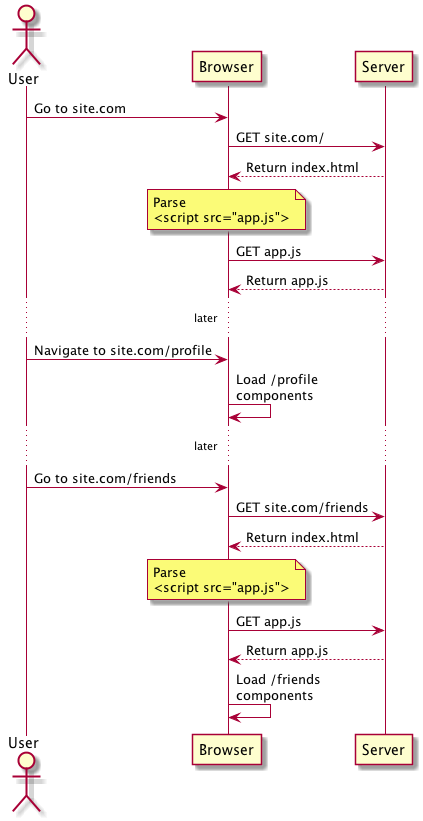 User
Browser
Server
Go to site.com
GET site.com/
Return index.html
Parse
<script src="app.js">
GET app.js
Return app.js
later
Navigate to site.com/profile
Load /profile
components
later
Go to site.com/friends
GET site.com/friends
Return index.html
Parse
<script src="app.js">
GET app.js
Return app.js
Load /friends
components
User
Browser
Server